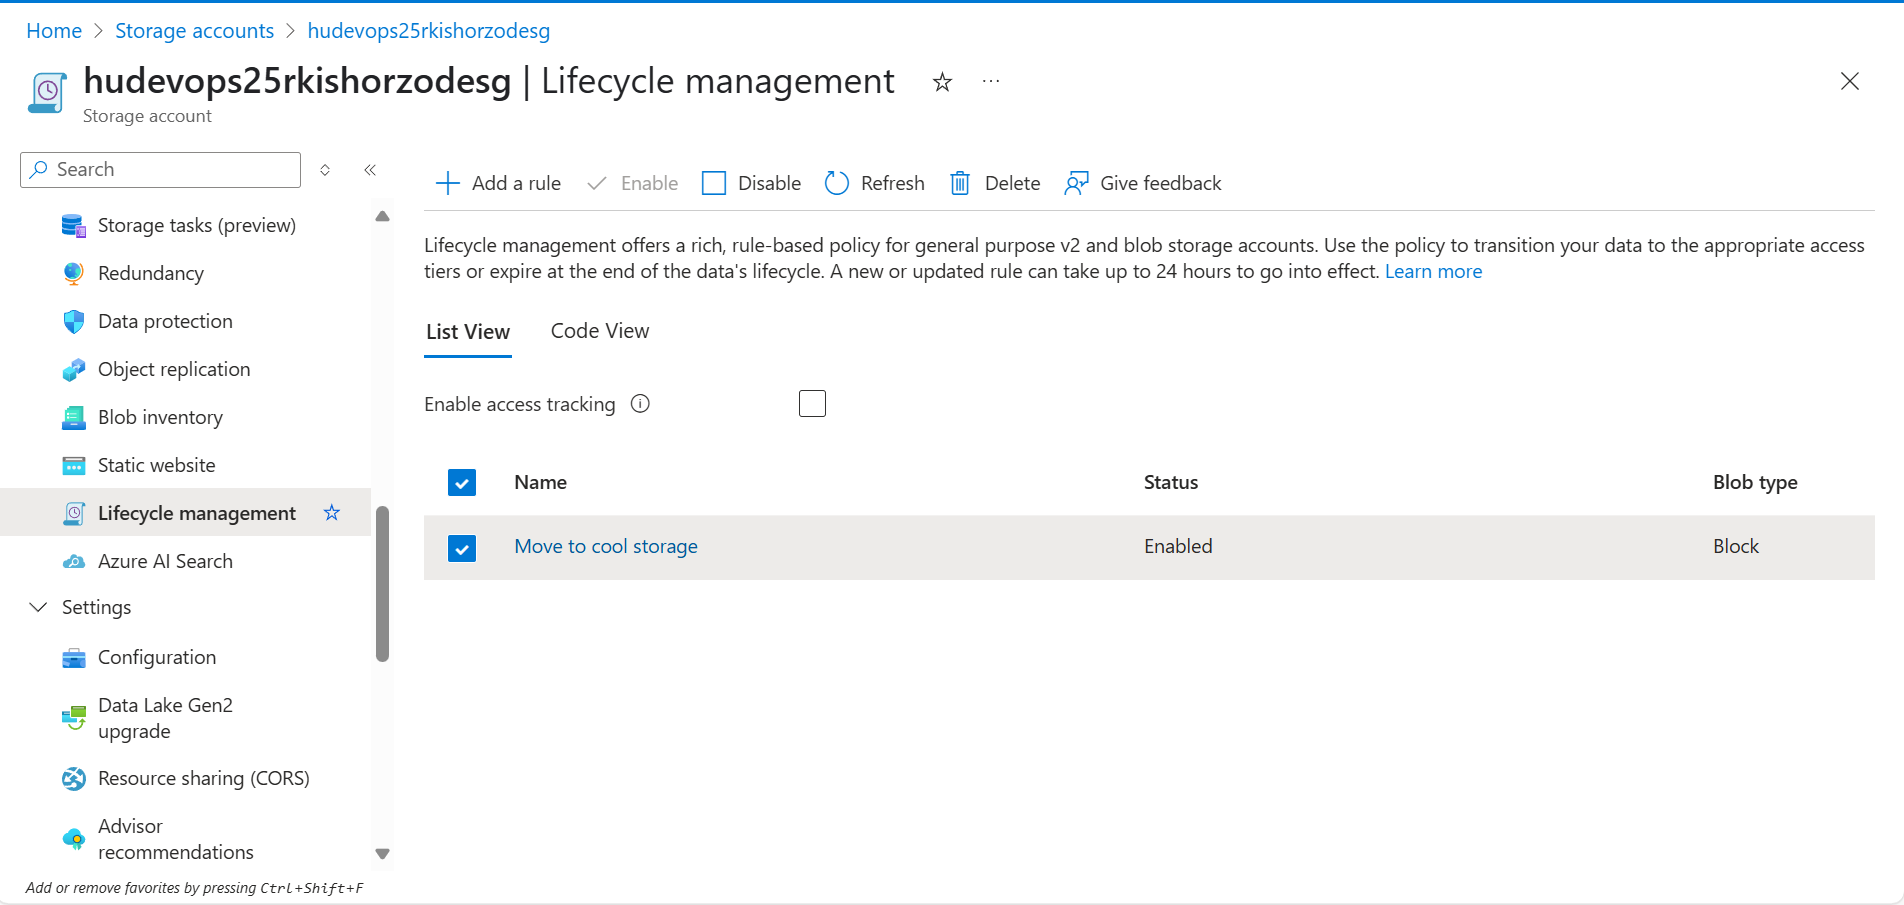 Home > Storage accounts > hudevops25rkishorzodesg
hudevops25rkishorzodesg | Lifecycle management ...
Storage account
Search
Storage tasks (preview)
Redundancy
Data protection
Object replication
Blob inventory
Static website
Lifecycle management
Azure AI Search
Settings
Configuration
Data Lake Gen2
upgrade
Resource sharing (CORS)
Advisor
recommendations
Add or remove favorites by pressing Ctrl+Shift+F
Add a rule Enable Disable Refresh Delete Give feedback
Lifecycle management offers a rich, rule-based policy for general purpose v2 and blob storage accounts. Use the policy to transition your data to the appropriate access
tiers or expire at the end of the data's lifecycle. A new or updated rule can take up to 24 hours to go into effect. Learn more
List View Code View
Enable access tracking
Name Status Blob type
Move to cool storage Enabled Block